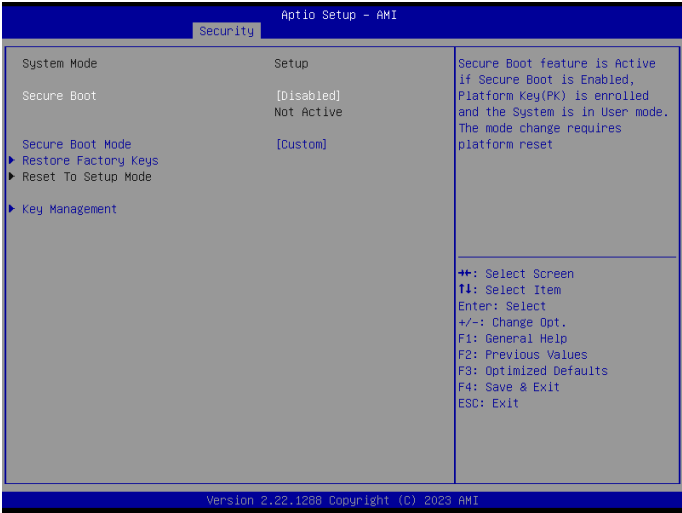 Aptio Setup - AMI
Security
System Mode Setup
Secure Boot [Disabled]
Not Active
Secure Boot Mode [Custom]
Restore Factory Keys
Reset To Setup Mode
Key Management
Secure Boot feature is Active
if Secure Boot is Enabled,
Platform Key(PK) is enrolled
and the System is in User mode.
The mode change requires
platform reset
→←: Select Screen
↑↓: Select Item
Enter: Select
+/-: Change Opt.
F1: General Help
F2: Previous Values
F3: Optimized Defaults
F4: Save & Exit
ESC: Exit
Version 2.22.1288 Copyright (C) 2023 AMI